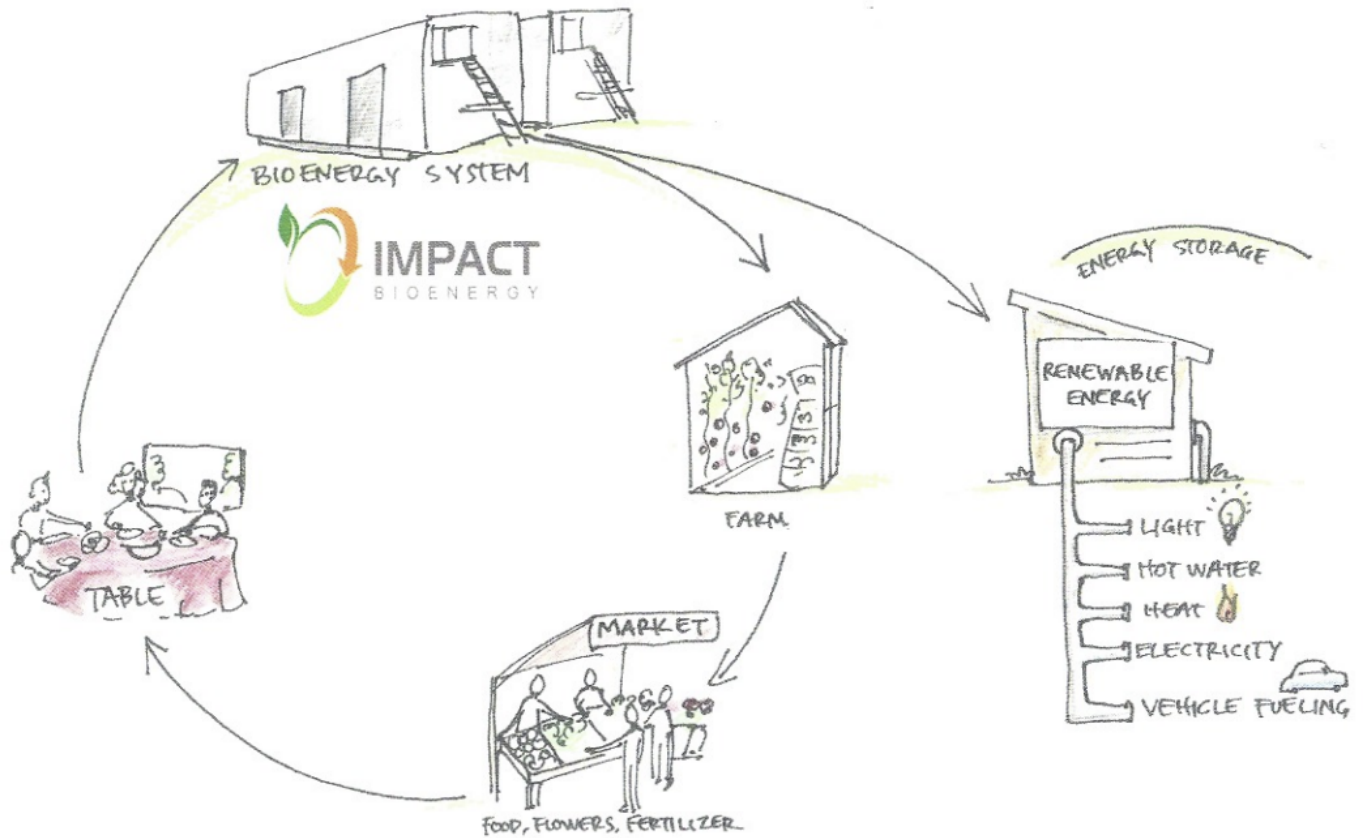 BIOENERGY SYSTEM
IMPACT
BIOENERGY
ENERGY STORAGE
RENEWABLE
ENERGY
FARM
LIGHT
HOT WATER
HEAT
ELECTRICITY
VEHICLE FUELING
TABLE
MARKET
FOOD, FLOWERS, FERTILIZER